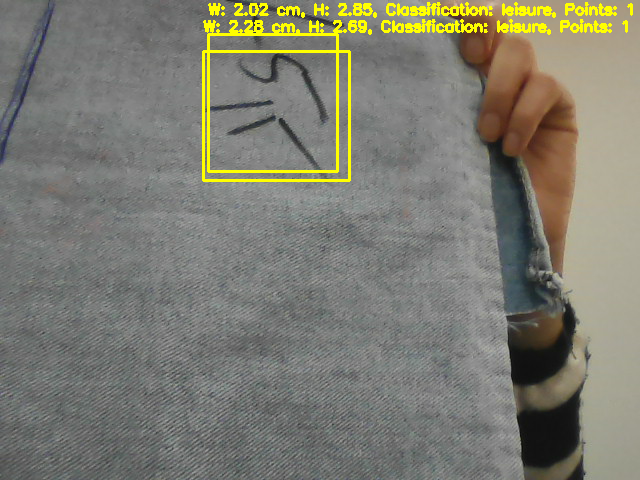 W: 2.02 cm, H: 2.85, Classification: leisure, Points: 1
W: 2.28 cm, H: 2.69, Classification: leisure, Points: 1